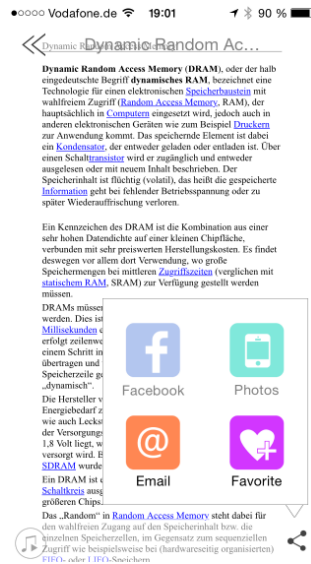 Vodafone.de 19:01 90 %
Dynamic Random Access Memory
Dynamic Random Ac...
Dynamic Random Access Memory (DRAM), oder der halb
eingedeutschte Begriff dynamisches RAM, bezeichnet eine
Technologie für einen elektronischen Speicherbaustein mit
wahlfreiem Zugriff (Random Access Memory, RAM), der
hauptsächlich in Computern eingesetzt wird, jedoch auch in
anderen elektronischen Geräten wie zum Beispiel Druckern
zur Anwendung kommt. Das speichernde Element ist dabei
ein Kondensator, der entweder geladen oder entladen ist. Über
einen Schalttransistor wird er zugänglich und entweder
ausgelesen oder mit neuem Inhalt beschrieben. Der
Speicherinhalt ist flüchtig (volatil), das heißt die gespeicherte
Information geht bei fehlender Betriebsspannung oder zu
später Wiederauffrischung verloren.
Ein Kennzeichen des DRAM ist die Kombination aus einer
sehr hohen Datendichte auf einer kleinen Chipfläche,
verbunden mit sehr preiswerten Herstellungskosten. Es findet
deswegen vor allem dort Verwendung, wo große
Speichermengen bei mittleren Zugriffszeiten (verglichen mit
statischem RAM, SRAM) zur Verfügung gestellt werden
müssen.
DRAMs müssen
werden. Dies ist
Millisekunden e
erfolgt zeilenwe
einem Schritt in
übertragen und
Speicherzeile g
„dynamisch“.
Die Hersteller v
Energiebedarf z
wie auch Leckst
der Versorgungs
1,8 Volt liegt, w
versorgt wird. E
SDRAM wurde
Ein DRAM ist e
Schaltkreis ausg
größeren Chips.
Das „Random“ in Random Access Memory steht dabei für
den wahlfreien Zugang auf den Speicherinhalt bzw. die
einzelnen Speicherzellen, im Gegensatz zum sequenziellen
Zugriff wie beispielsweise bei (hardwareseitig organisierten)
FIFO- oder LIFO-Speichern.
Facebook
Photos
Email
Favorite